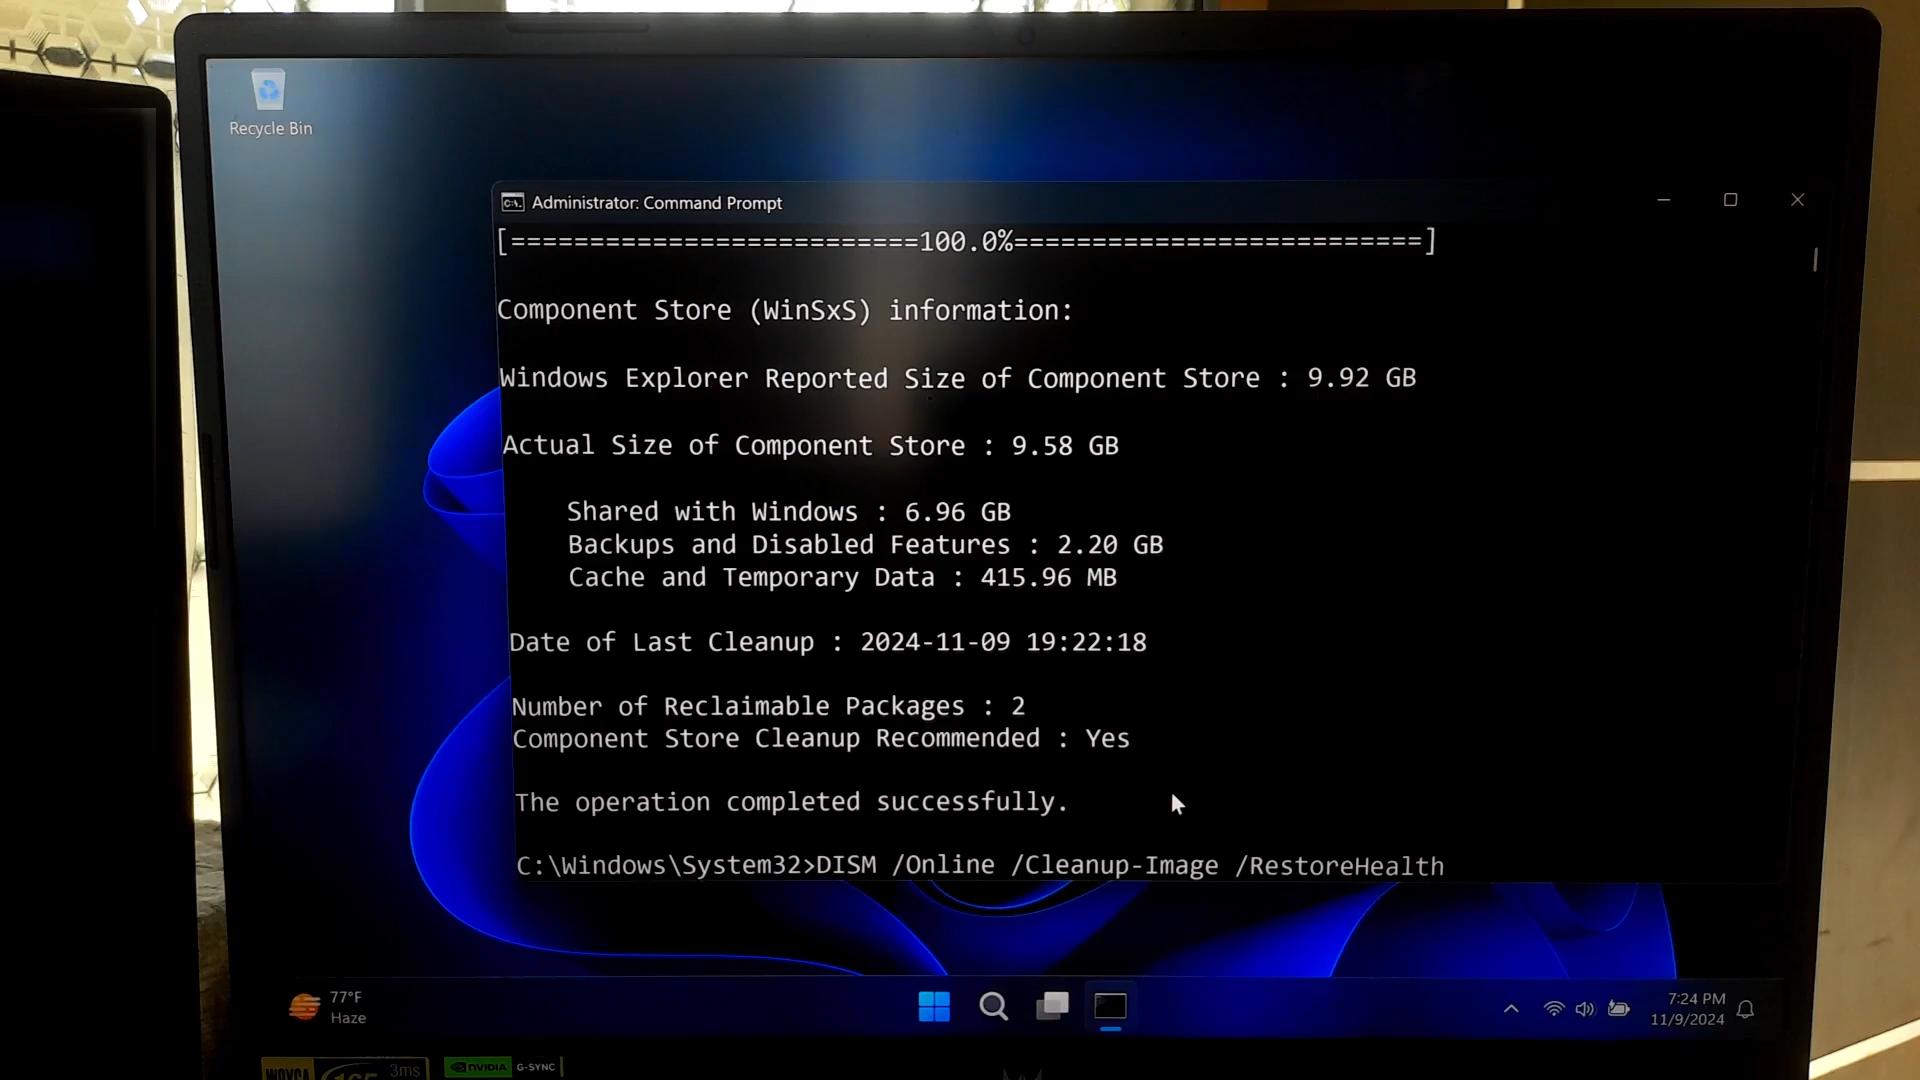 Recycle Bin
Administrator: Command Prompt
[==========================100.0%==========================]
Component Store (WinSxS) information:
Windows Explorer Reported Size of Component Store : 9.92 GB
Actual Size of Component Store : 9.58 GB
Shared with Windows : 6.96 GB
Backups and Disabled Features : 2.20 GB
Cache and Temporary Data : 415.96 MB
Date of Last Cleanup : 2024-11-09 19:22:18
Number of Reclaimable Packages : 2
Component Store Cleanup Recommended : Yes
The operation completed successfully.
C:\Windows\System32>DISM /Online /Cleanup-Image /RestoreHealth
77°F
Haze
7:24 PM
11/9/2024
3ms
NVIDIA G-SYNC